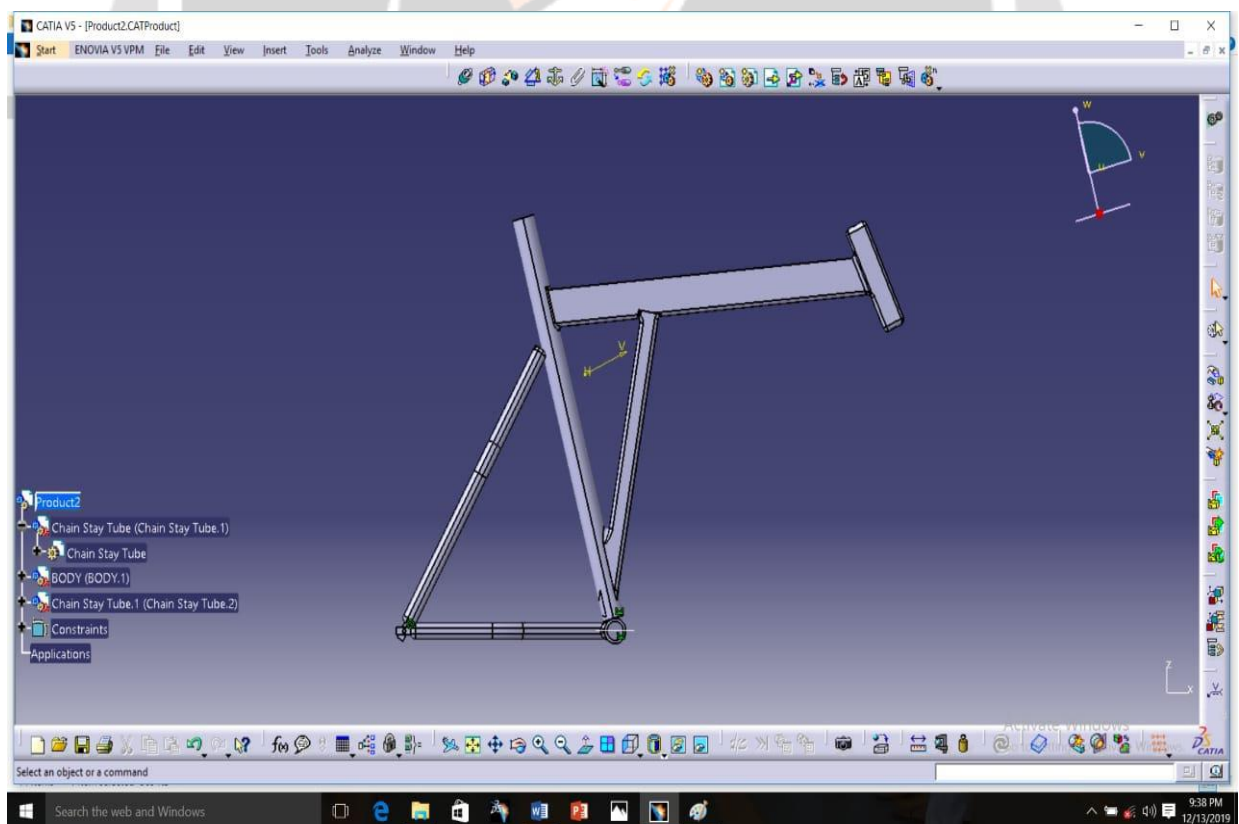 CATIA V5 - [Product2.CATProduct]
Start ENOVIA V5 VPM File Edit View Insert Tools Analyze Window Help
W
V
U
V
H
Product2
Chain Stay Tube (Chain Stay Tube.1)
Chain Stay Tube
BODY (BODY.1)
Chain Stay Tube.1 (Chain Stay Tube.2)
Constraints
Applications
Z
X
Activate Windows
CATIA
Select an object or a command
Search the web and Windows
9:38 PM
12/13/2019